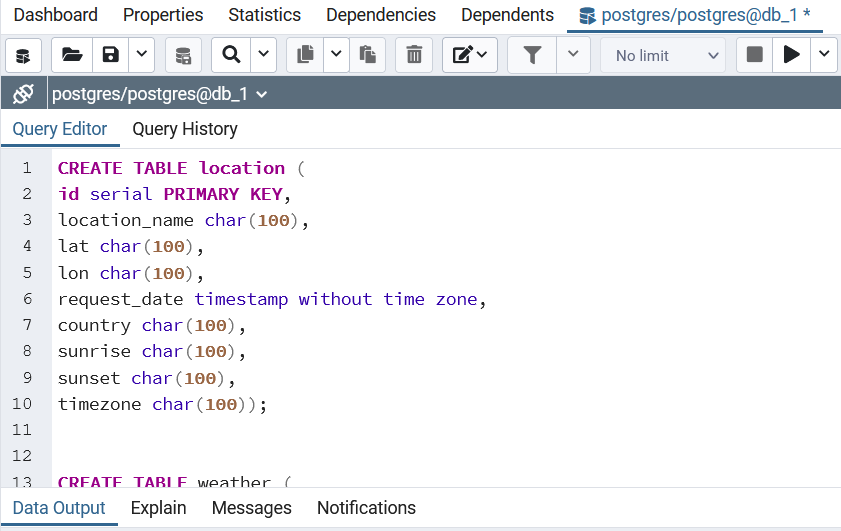 Dashboard Properties Statistics Dependencies Dependents postgres/postgres@db_1 *
No limit
postgres/postgres@db_1
Query Editor Query History
1 CREATE TABLE location (
2 id serial PRIMARY KEY,
3 location_name char(100),
4 lat char(100),
5 lon char(100),
6 request_date timestamp without time zone,
7 country char(100),
8 sunrise char(100),
9 sunset char(100),
10 timezone char(100));
11
12
13 CREATE TABLE weather (
Data Output Explain Messages Notifications